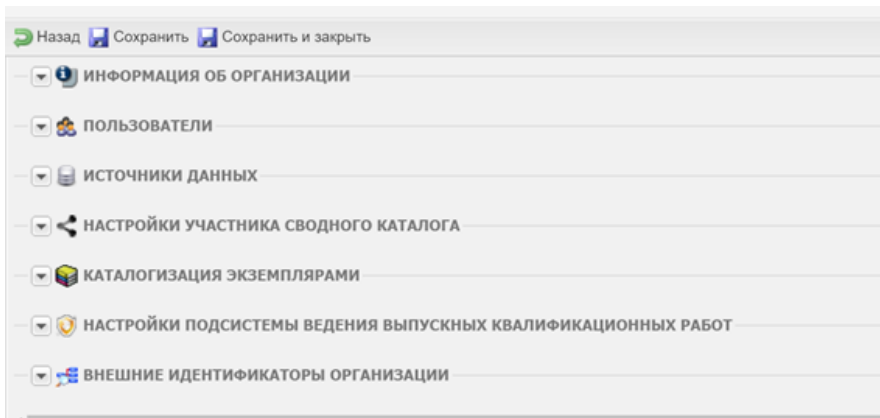 Назад Сохранить Сохранить и закрыть
ИНФОРМАЦИЯ ОБ ОРГАНИЗАЦИИ
ПОЛЬЗОВАТЕЛИ
ИСТОЧНИКИ ДАННЫХ
НАСТРОЙКИ УЧАСТНИКА СВОДНОГО КАТАЛОГА
КАТАЛОГИЗАЦИЯ ЭКЗЕМПЛЯРАМИ
НАСТРОЙКИ ПОДСИСТЕМЫ ВЕДЕНИЯ ВЫПУСКНЫХ КВАЛИФИКАЦИОННЫХ РАБОТ
ВНЕШНИЕ ИДЕНТИФИКАТОРЫ ОРГАНИЗАЦИИ